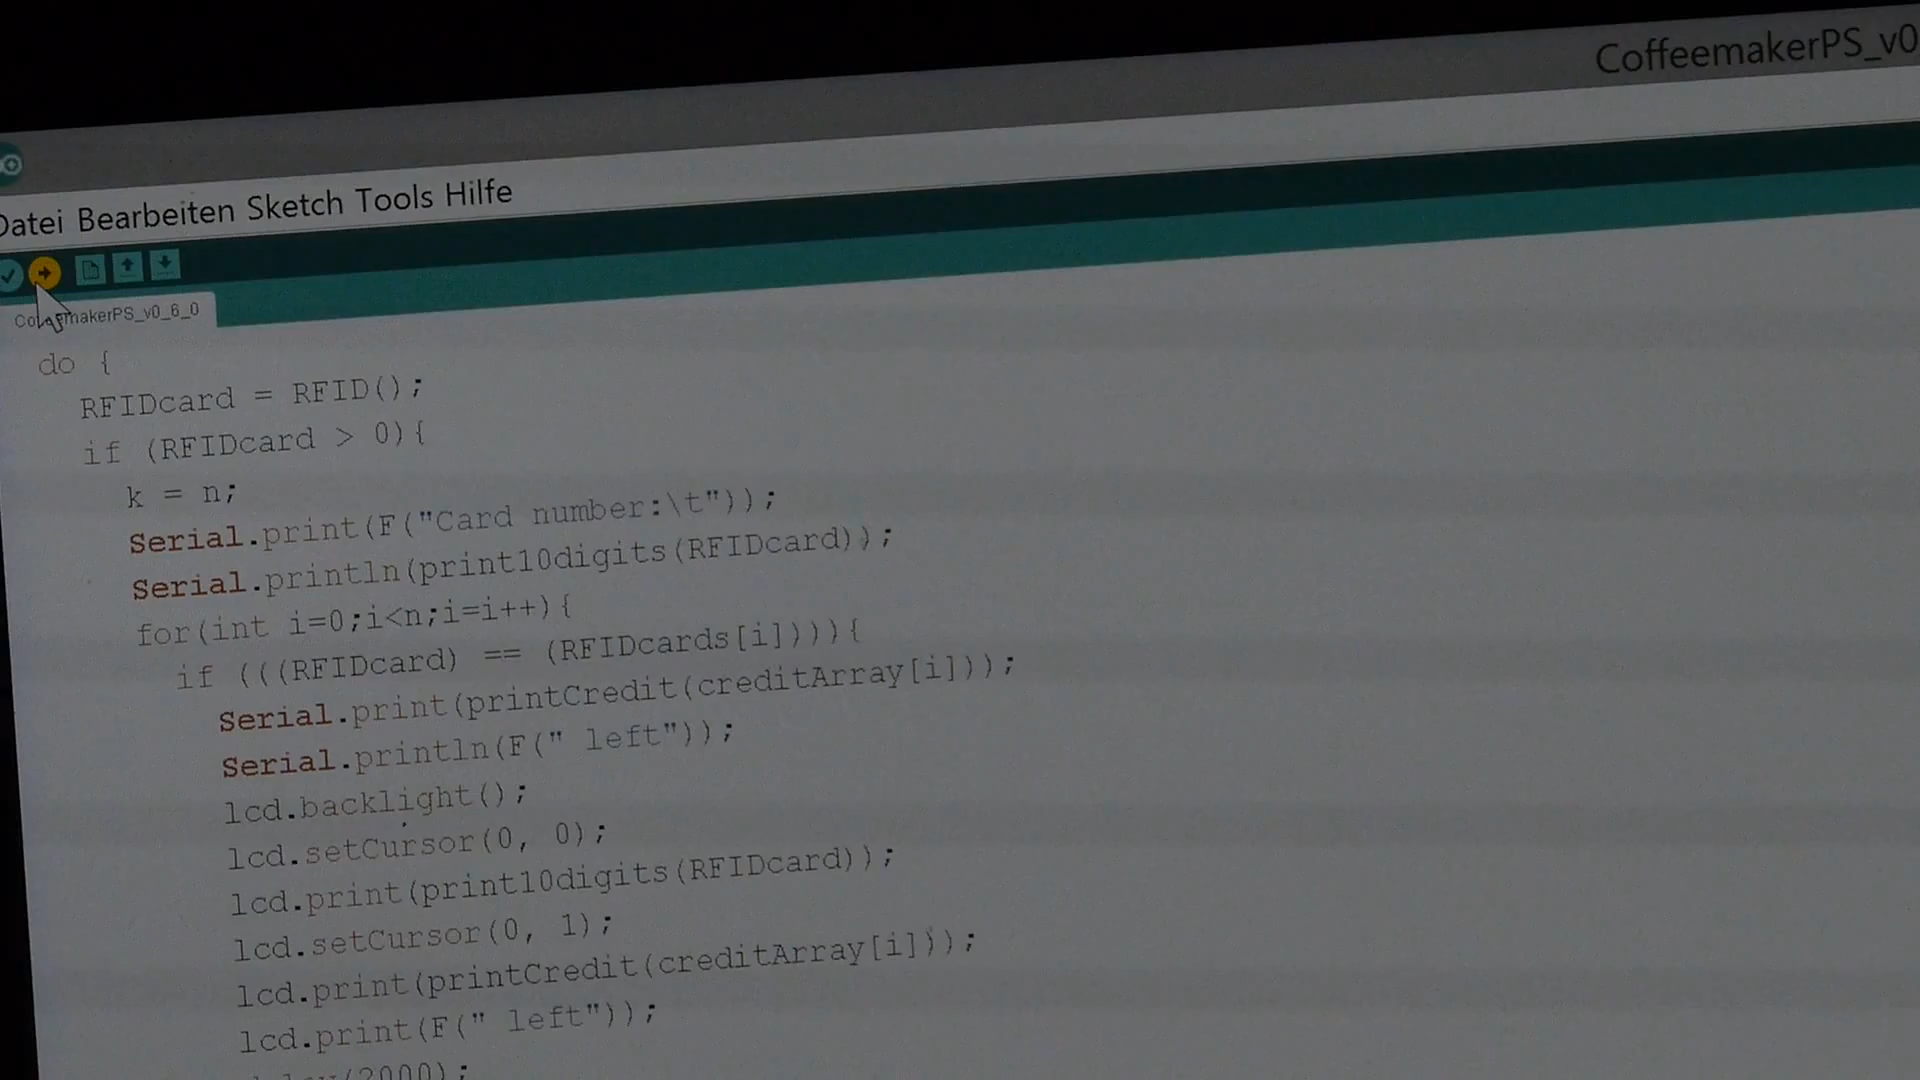 CoffeemakerPS_v0
Datei Bearbeiten Sketch Tools Hilfe
do {
RFIDcard = RFID();
if (RFIDcard > 0){
k = n;
Serial.print(F("Card number:\t"));
Serial.println(print10digits(RFIDcard));
for(int i=0;i<n;i=i++){
if (((RFIDcard) == (RFIDcards[i]))){
Serial.print(printCredit(creditArray[i]));
Serial.println(F(" left"));
lcd.backlight();
lcd.setCursor(0, 0);
lcd.print(print10digits(RFIDcard));
lcd.setCursor(0, 1);
lcd.print(printCredit(creditArray[i]));
lcd.print(F(" left"));